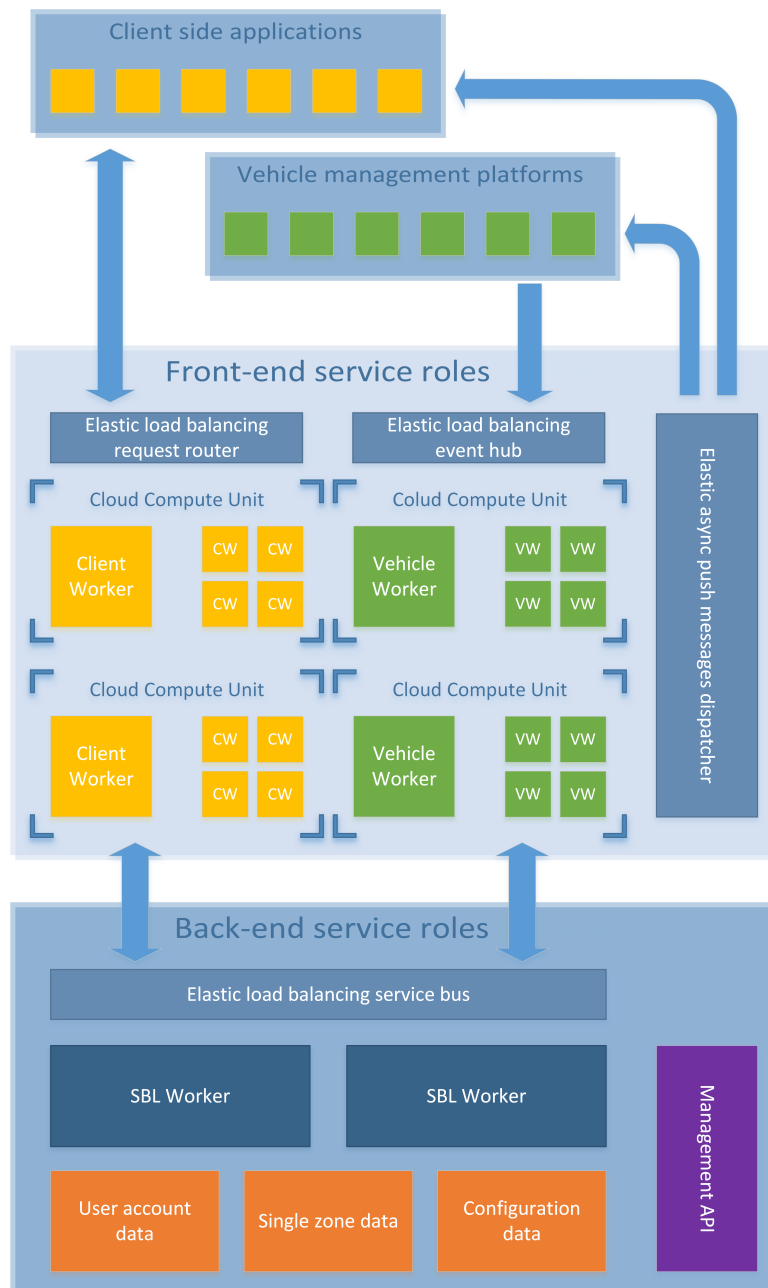 Client side applications
Vehicle management platforms
Front-end service roles
Elastic load balancing
request router
Elastic load balancing
event hub
Elastic async push messages dispatcher
Cloud Compute Unit
Client
Worker
CW CW
CW CW
Colud Compute Unit
Vehicle
Worker
VW VW
VW VW
Cloud Compute Unit
Client
Worker
CW CW
CW CW
Cloud Compute Unit
Vehicle
Worker
VW VW
VW VW
Back-end service roles
Elastic load balancing service bus
SBL Worker
SBL Worker
Management API
User account
data
Single zone data
Configuration
data